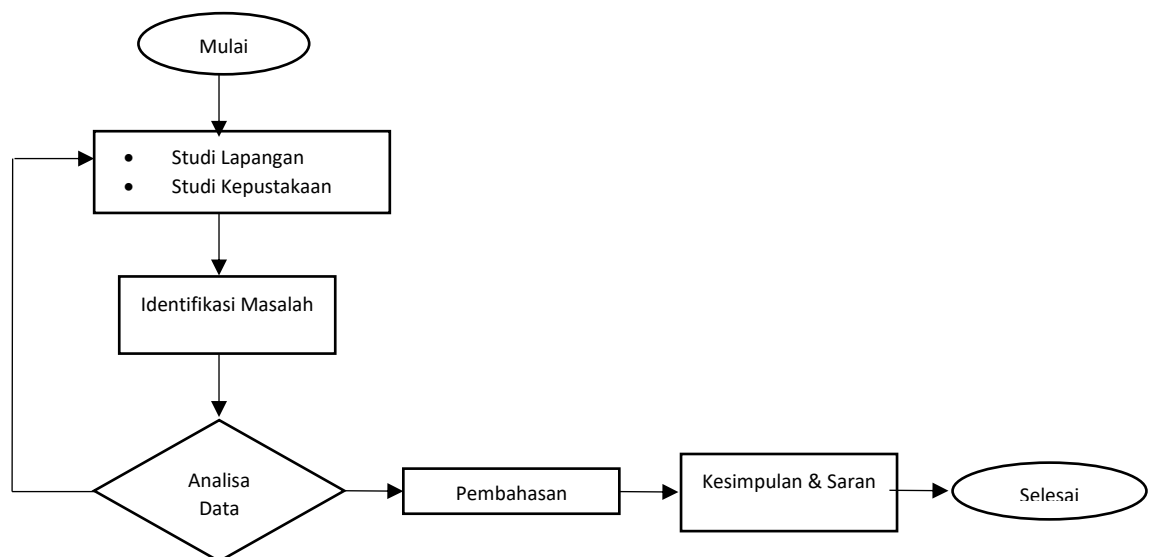 Mulai
• Studi Lapangan
• Studi Kepustakaan
Identifikasi Masalah
Analisa
Data
Pembahasan
Kesimpulan & Saran
Selesai